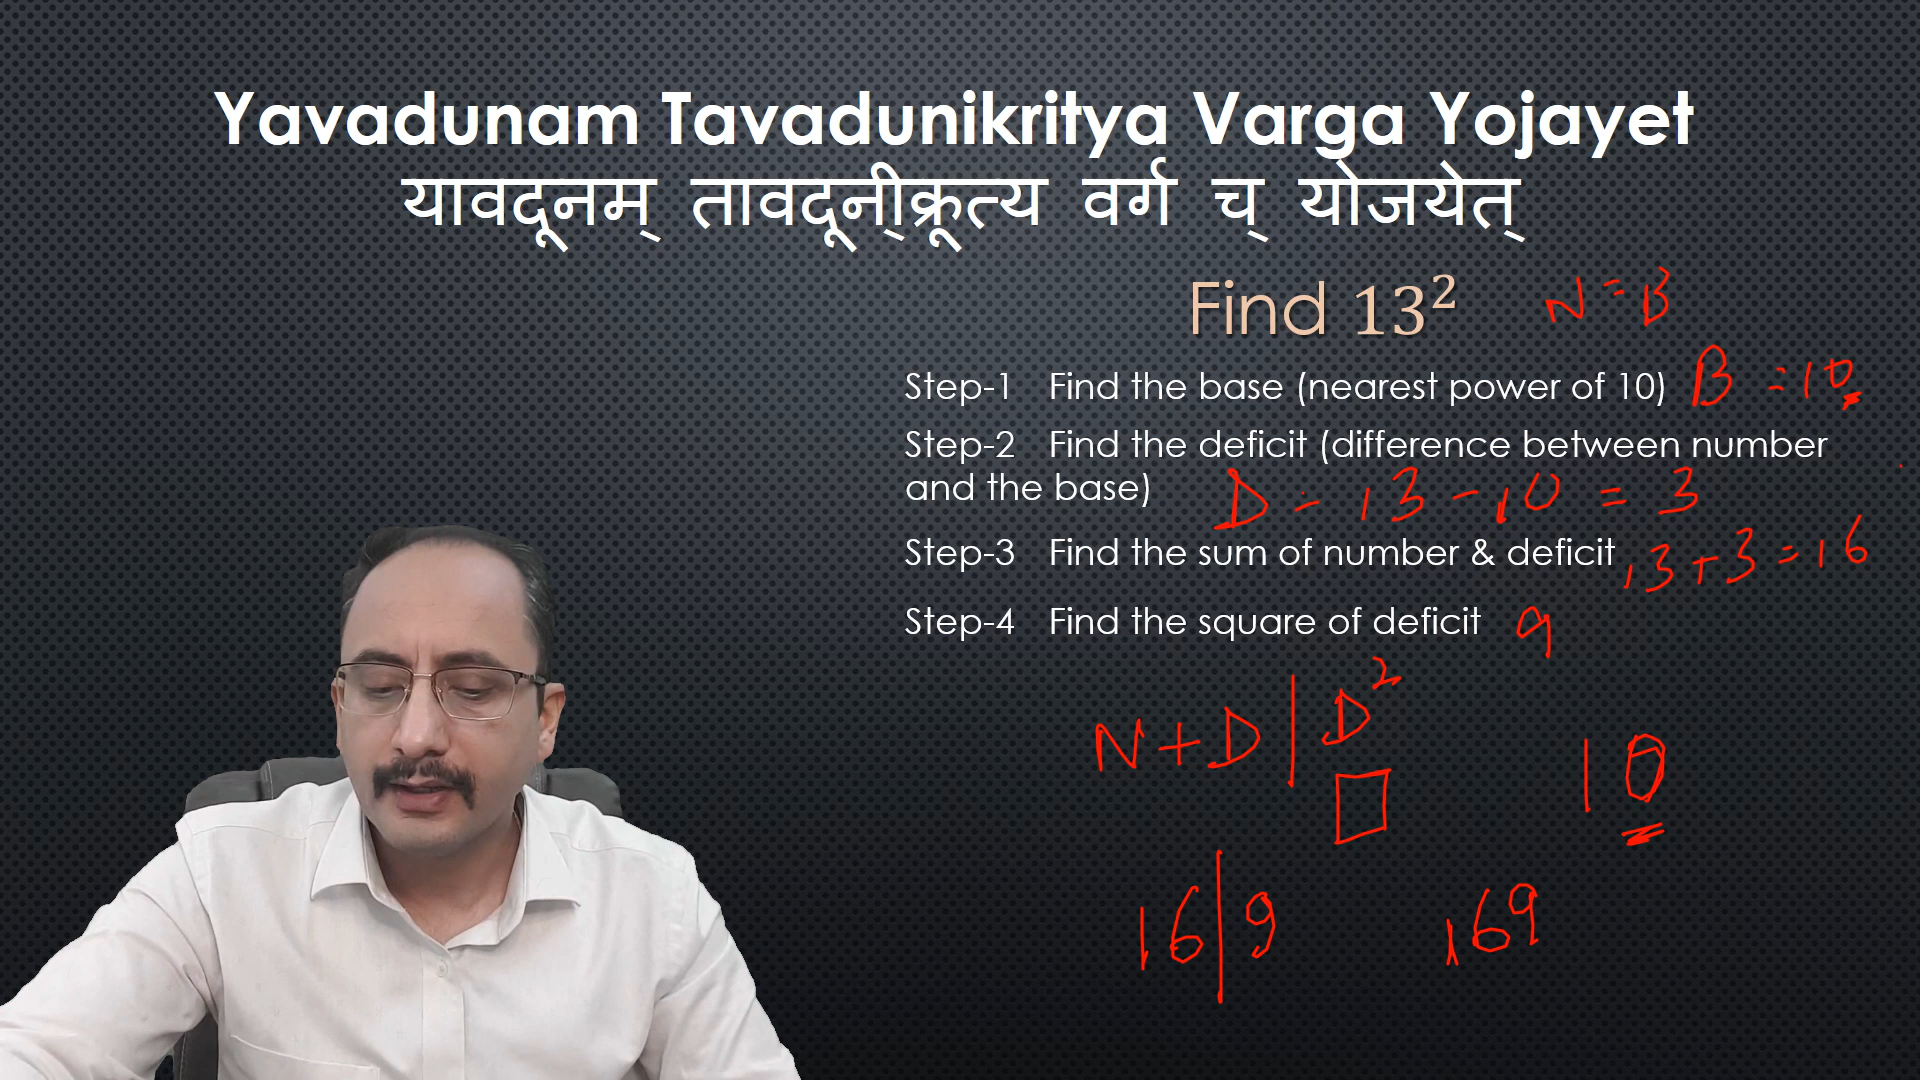 Yavadunam Tavadunikritya Varga Yojayet
यावदूनम् तावदूनी्क्रूत्य वर्ग च् योजयेत्
Find 13² N = B
Step-1 Find the base (nearest power of 10) B = 10
Step-2 Find the deficit (difference between number
and the base) D = 13 - 10 = 3
Step-3 Find the sum of number & deficit 13+3=16
Step-4 Find the square of deficit 9
N+D | D²
10
16|9 169